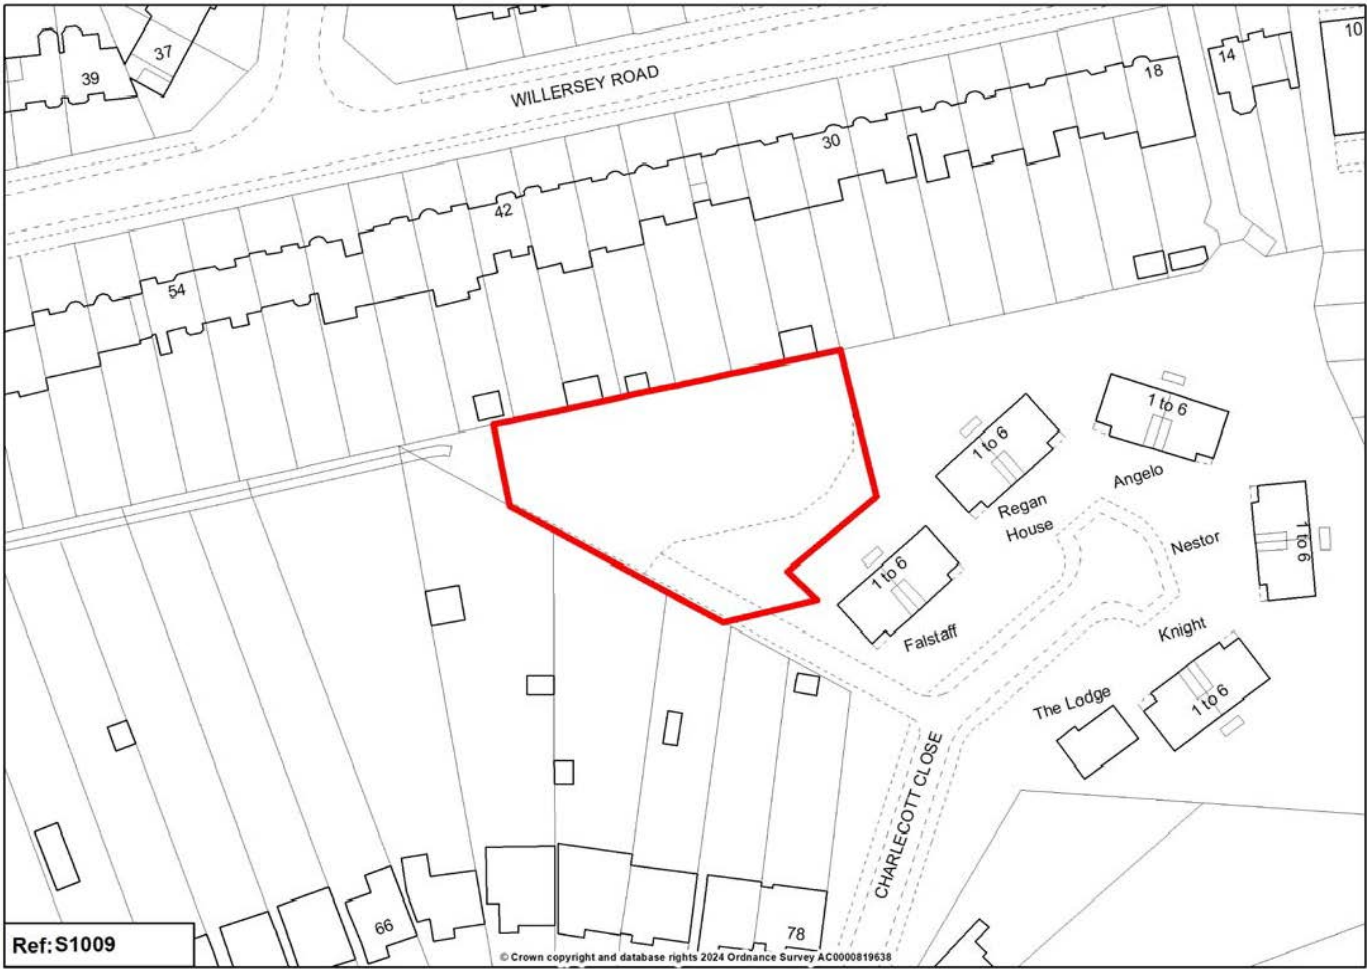 39
37
WILLERSEY ROAD
18
14
10
30
42
54
1 to 6
1 to 6
Angelo
Regan
House
Nestor
1 to 6
1 to 6
Falstaff
Knight
1 to 6
The Lodge
CHARLECOTT CLOSE
66
78
Ref: S1009
© Crown copyright and database rights 2024 Ordnance Survey AC0000819638